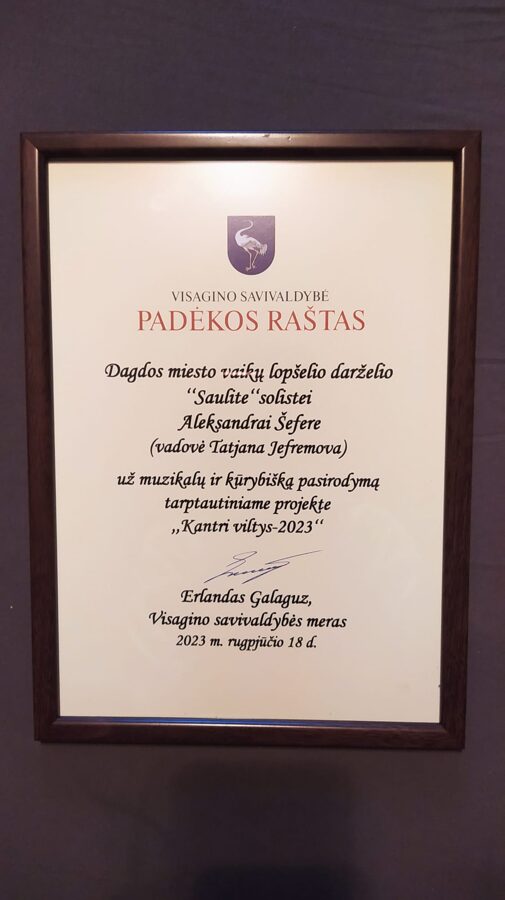 VISAGINO SAVIVALDYBĖ
PADĖKOS RAŠTAS
Dagdos miesto vaikų lopšelio darželio
“Saulite“solistei
Aleksandrai Šefere
(vadovė Tatjana Jefremova)
už muzikalų ir kūrybišką pasirodymą
tarptautiniame projekte
„Kantri viltys-2023“
Erlandas Galaguz,
Visagino savivaldybės meras
2023 m. rugpjūčio 18 d.